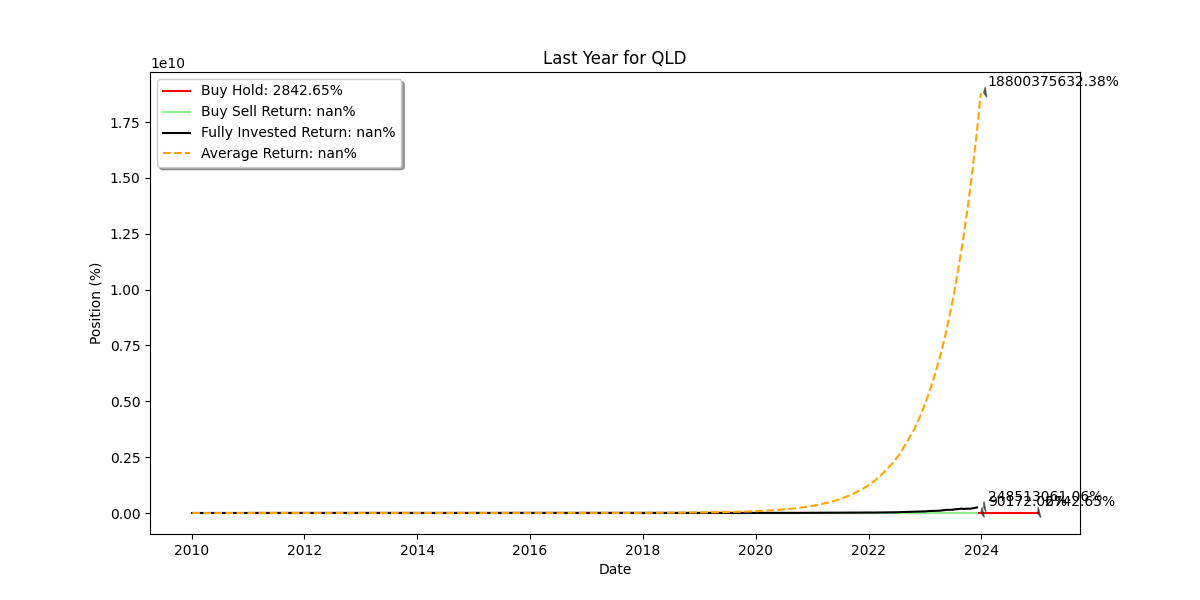 Last Year for QLD
1e10
Buy Hold: 2842.65%
Buy Sell Return: nan%
Fully Invested Return: nan%
Average Return: nan%
18800375632.38%
1.75
1.50
1.25
1.00
0.75
0.50
0.25
0.00
Position (%)
248513061.06%
2010
2012
2014
2016
2018
2020
2022
2024
Date